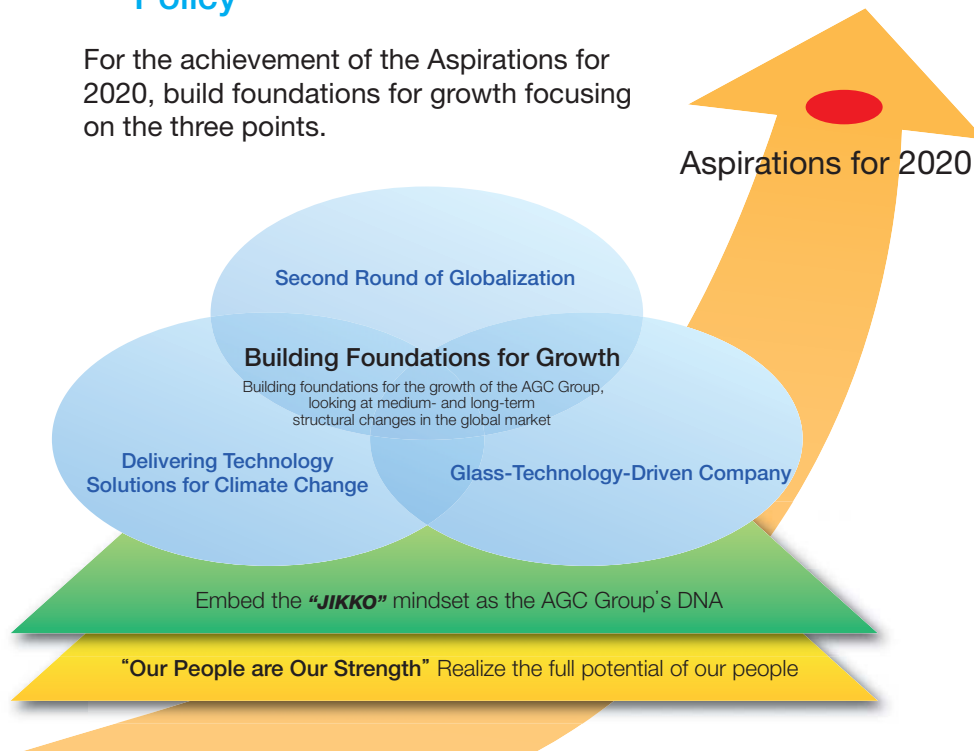 Policy
For the achievement of the Aspirations for
2020, build foundations for growth focusing
on the three points.
Aspirations for 2020
Second Round of Globalization
Building Foundations for Growth
Building foundations for the growth of the AGC Group,
looking at medium- and long-term
structural changes in the global market
Delivering Technology
Solutions for Climate Change
Glass-Technology-Driven Company
Embed the “JIKKO” mindset as the AGC Group’s DNA
“Our People are Our Strength” Realize the full potential of our people